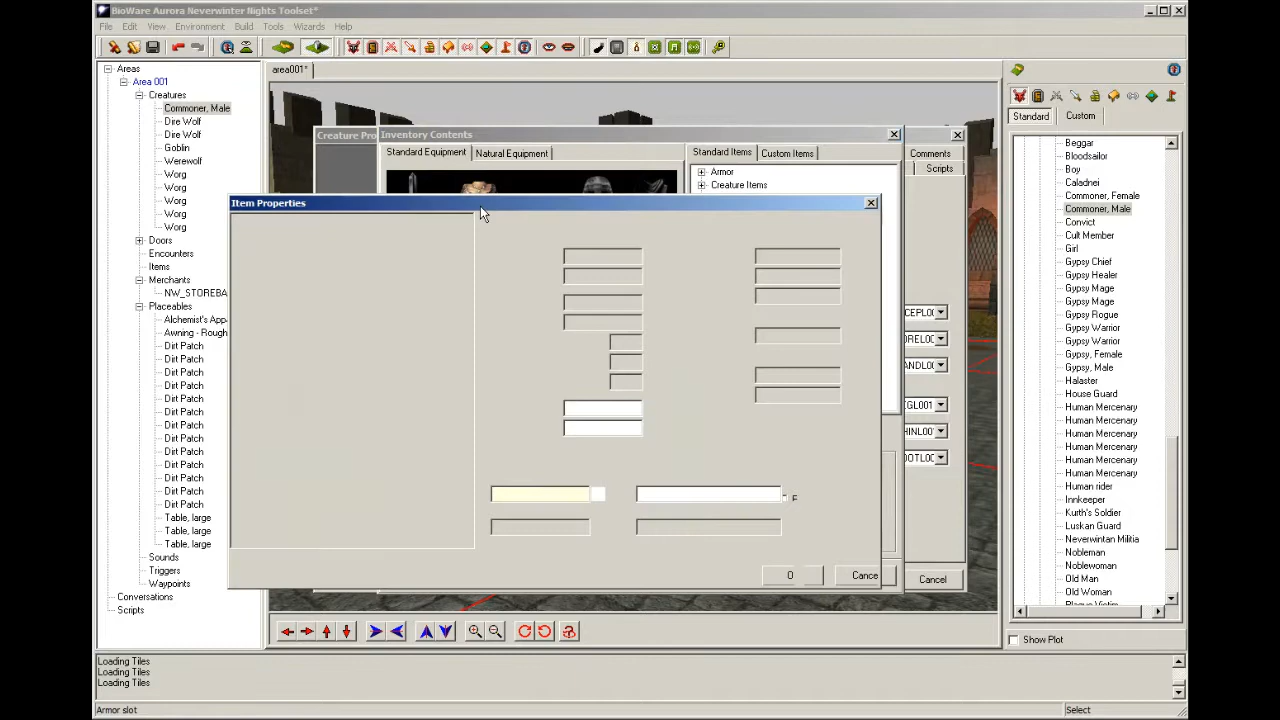 BioWare Aurora Neverwinter Nights Toolset*
File Edit View Environment Build Tools Wizards Help
Areas
Area 001
Creatures
Commoner, Male
Dire Wolf
Dire Wolf
Goblin
Werewolf
Worg
Worg
Worg
Worg
Worg
Doors
Encounters
Items
Merchants
NW_STOREBA
Placeables
Alchemist's App
Awning - Rough
Dirt Patch
Dirt Patch
Dirt Patch
Dirt Patch
Dirt Patch
Dirt Patch
Dirt Patch
Dirt Patch
Dirt Patch
Dirt Patch
Dirt Patch
Dirt Patch
Dirt Patch
Table, large
Table, large
Table, large
Sounds
Triggers
Waypoints
Conversations
Scripts
area001*
Creature Pro
Inventory Contents
Standard Equipment Natural Equipment
Standard Items Custom Items
Armor
Creature Items
Comments
Scripts
Item Properties
F
O
Cance
Cancel
Standard Custom
Beggar
Bloodsailor
Boy
Caladnei
Commoner, Female
Commoner, Male
Convict
Cult Member
Girl
Gypsy Chief
Gypsy Healer
Gypsy Mage
Gypsy Mage
Gypsy Rogue
Gypsy Warrior
Gypsy Warrior
Gypsy, Female
Gypsy, Male
Halaster
House Guard
Human Mercenary
Human Mercenary
Human Mercenary
Human Mercenary
Human Mercenary
Human rider
Innkeeper
Kurth's Soldier
Luskan Guard
Neverwintan Militia
Nobleman
Noblewoman
Old Man
Old Woman
Plague Victim
Show Plot
Loading Tiles
Loading Tiles
Loading Tiles
Armor slot
Select